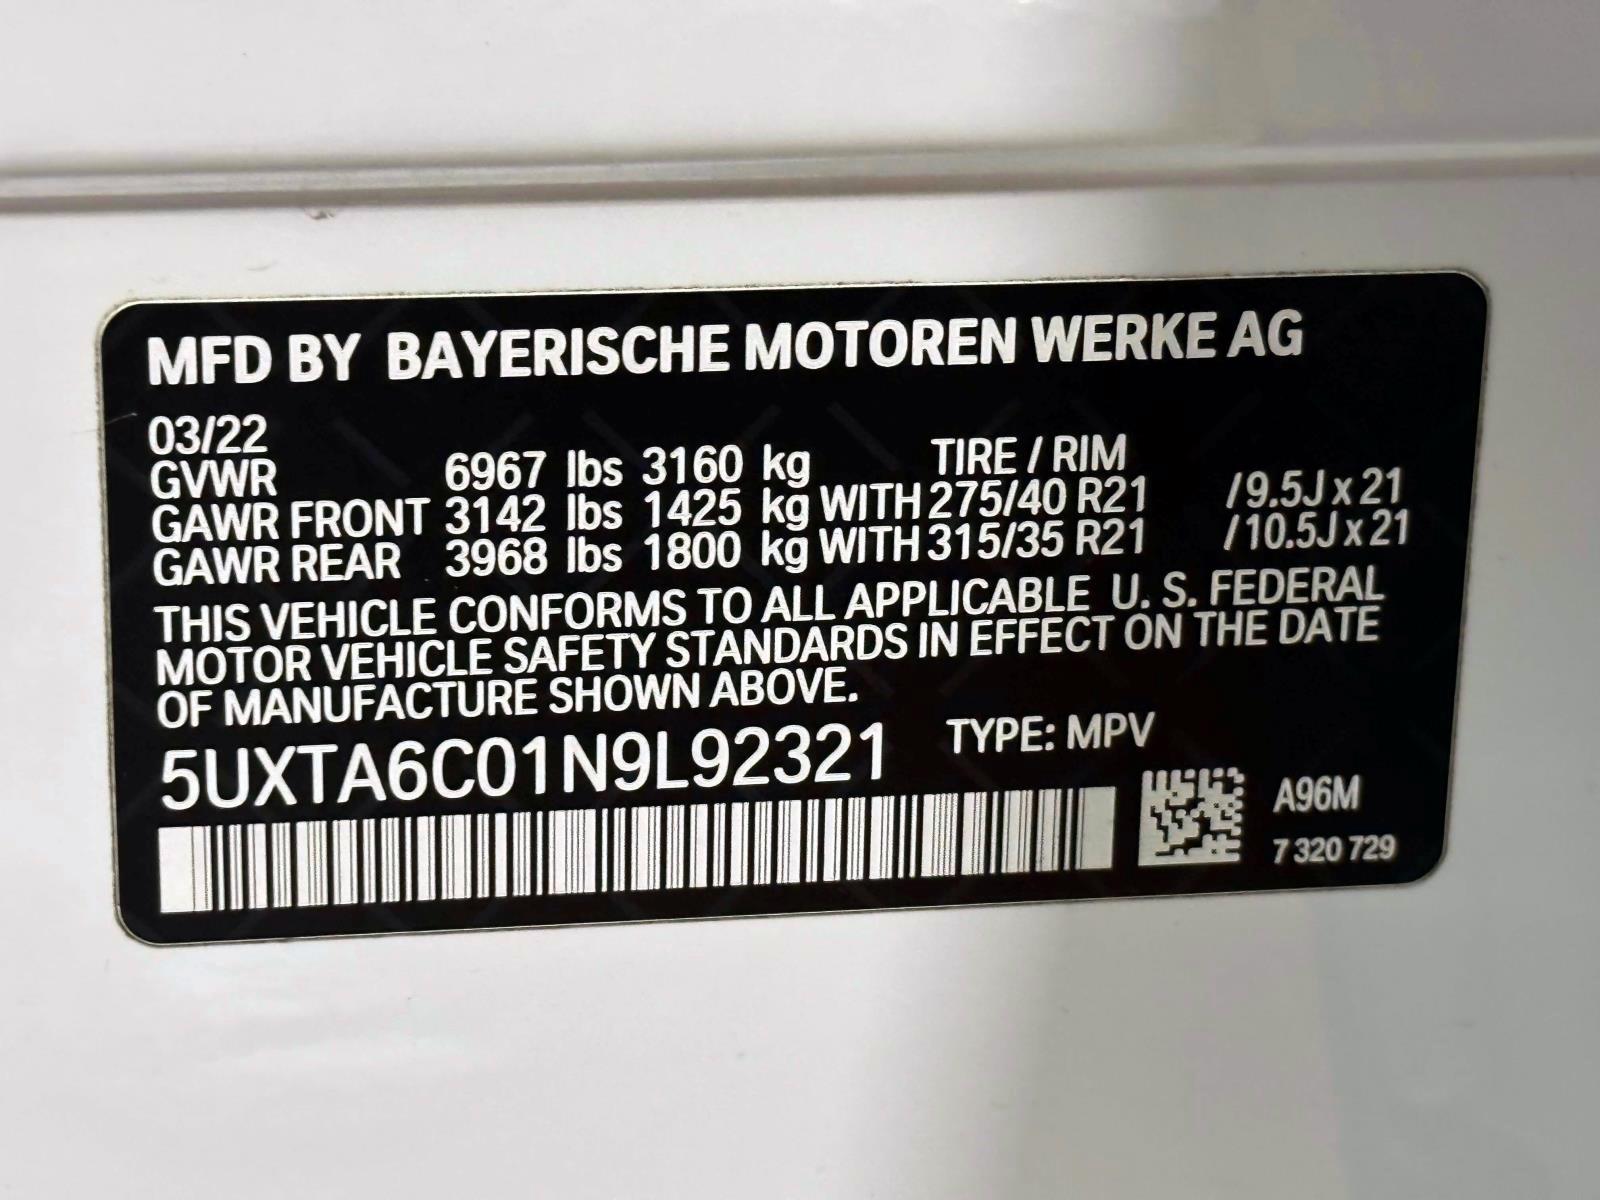 MFD BY BAYERISCHE MOTOREN WERKE AG
03/22
GVWR 6967 lbs 3160 kg TIRE / RIM
GAWR FRONT 3142 lbs 1425 kg WITH 275/40 R21 /9.5J x 21
GAWR REAR 3968 lbs 1800 kg WITH 315/35 R21 /10.5J x 21
THIS VEHICLE CONFORMS TO ALL APPLICABLE U. S. FEDERAL
MOTOR VEHICLE SAFETY STANDARDS IN EFFECT ON THE DATE
OF MANUFACTURE SHOWN ABOVE.
5UXTA6C01N9L92321 TYPE: MPV
A96M
7 320 729